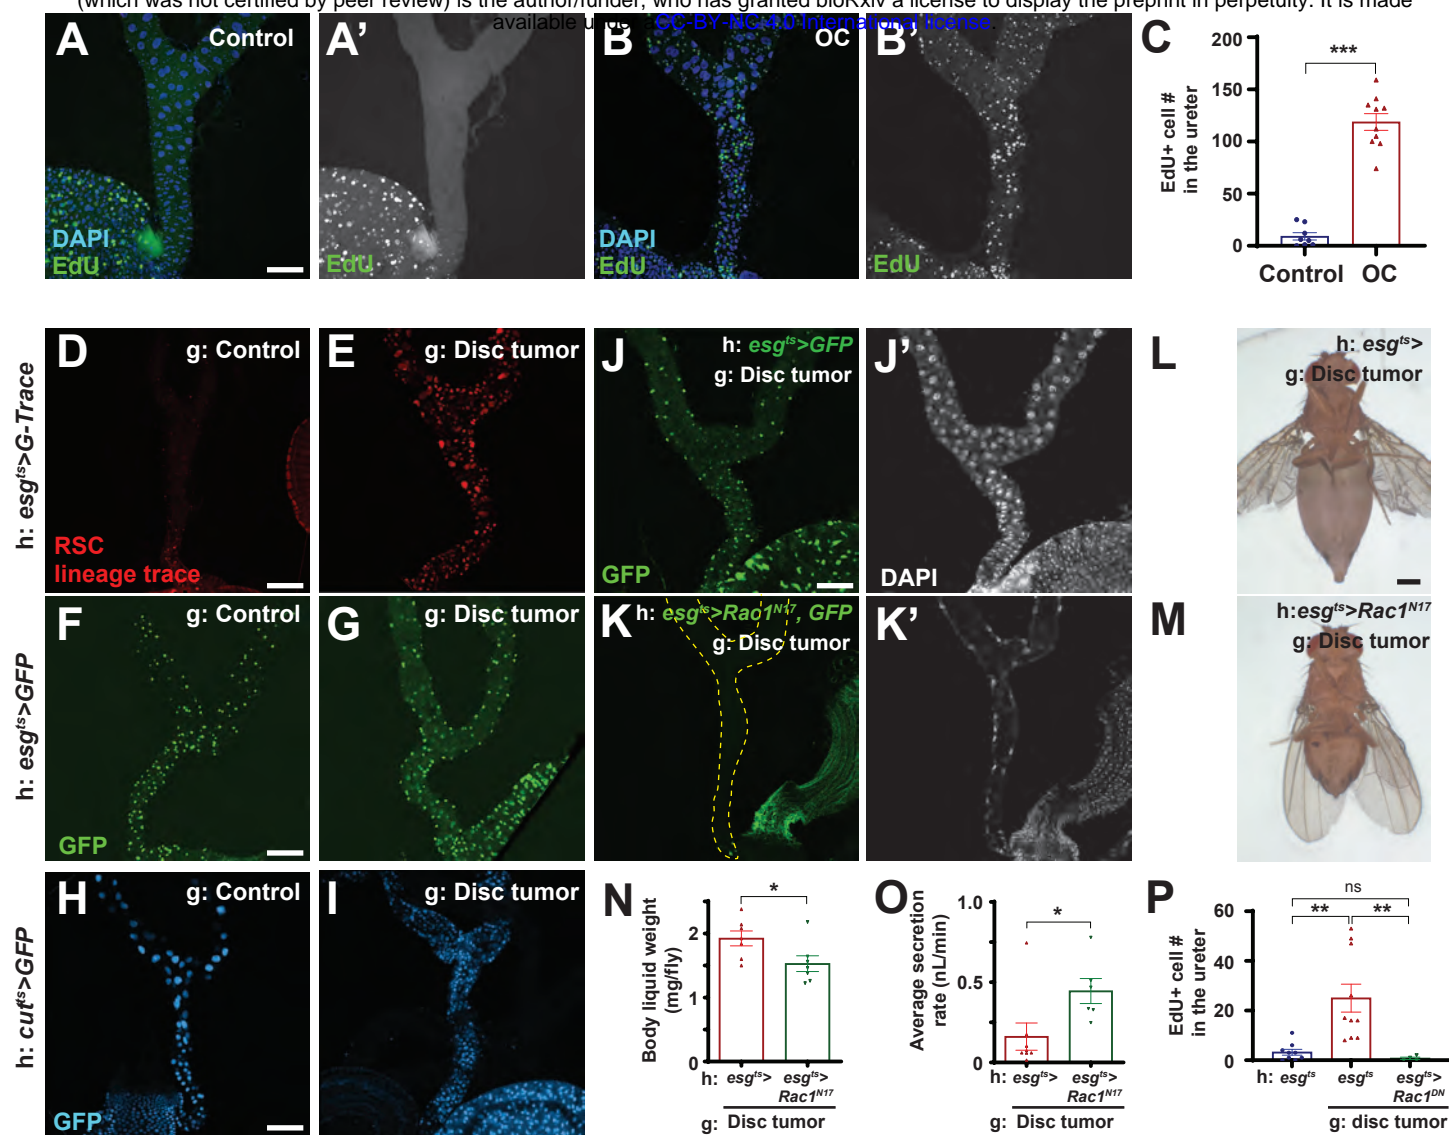 (which was not certified by peer review) is the author/funder, who has granted bioRxiv a license to display the preprint in perpetuity. It is made
available under a CC-BY-NC 4.0 International license.
A Control
DAPI
EdU
A'
EdU
B OC
DAPI
EdU
B'
EdU
C
EdU+ cell #
in the ureter
200
150
100
50
0
***
Control OC
h: esgts>G-Trace
D g: Control
RSC
lineage trace
E g: Disc tumor
J h: esgts>GFP
g: Disc tumor
GFP
J'
DAPI
L h: esgts>
g: Disc tumor
h: esgts>GFP
F g: Control
GFP
G g: Disc tumor
K h: esgts>Rac1N17, GFP
g: Disc tumor
K'
M h:esgts>Rac1N17
g: Disc tumor
h: cutts>GFP
H g: Control
GFP
I g: Disc tumor
N
Body liquid weight
(mg/fly)
2
1
0
*
h: esgts> esgts>
Rac1N17
g: Disc tumor
O
Average secretion
rate (nL/min)
1.0
0.5
0
*
h: esgts> esgts>
Rac1N17
g: Disc tumor
P
EdU+ cell #
in the ureter
60
40
20
0
ns
** **
h: esgts esgts esgts>
Rac1DN
g: disc tumor